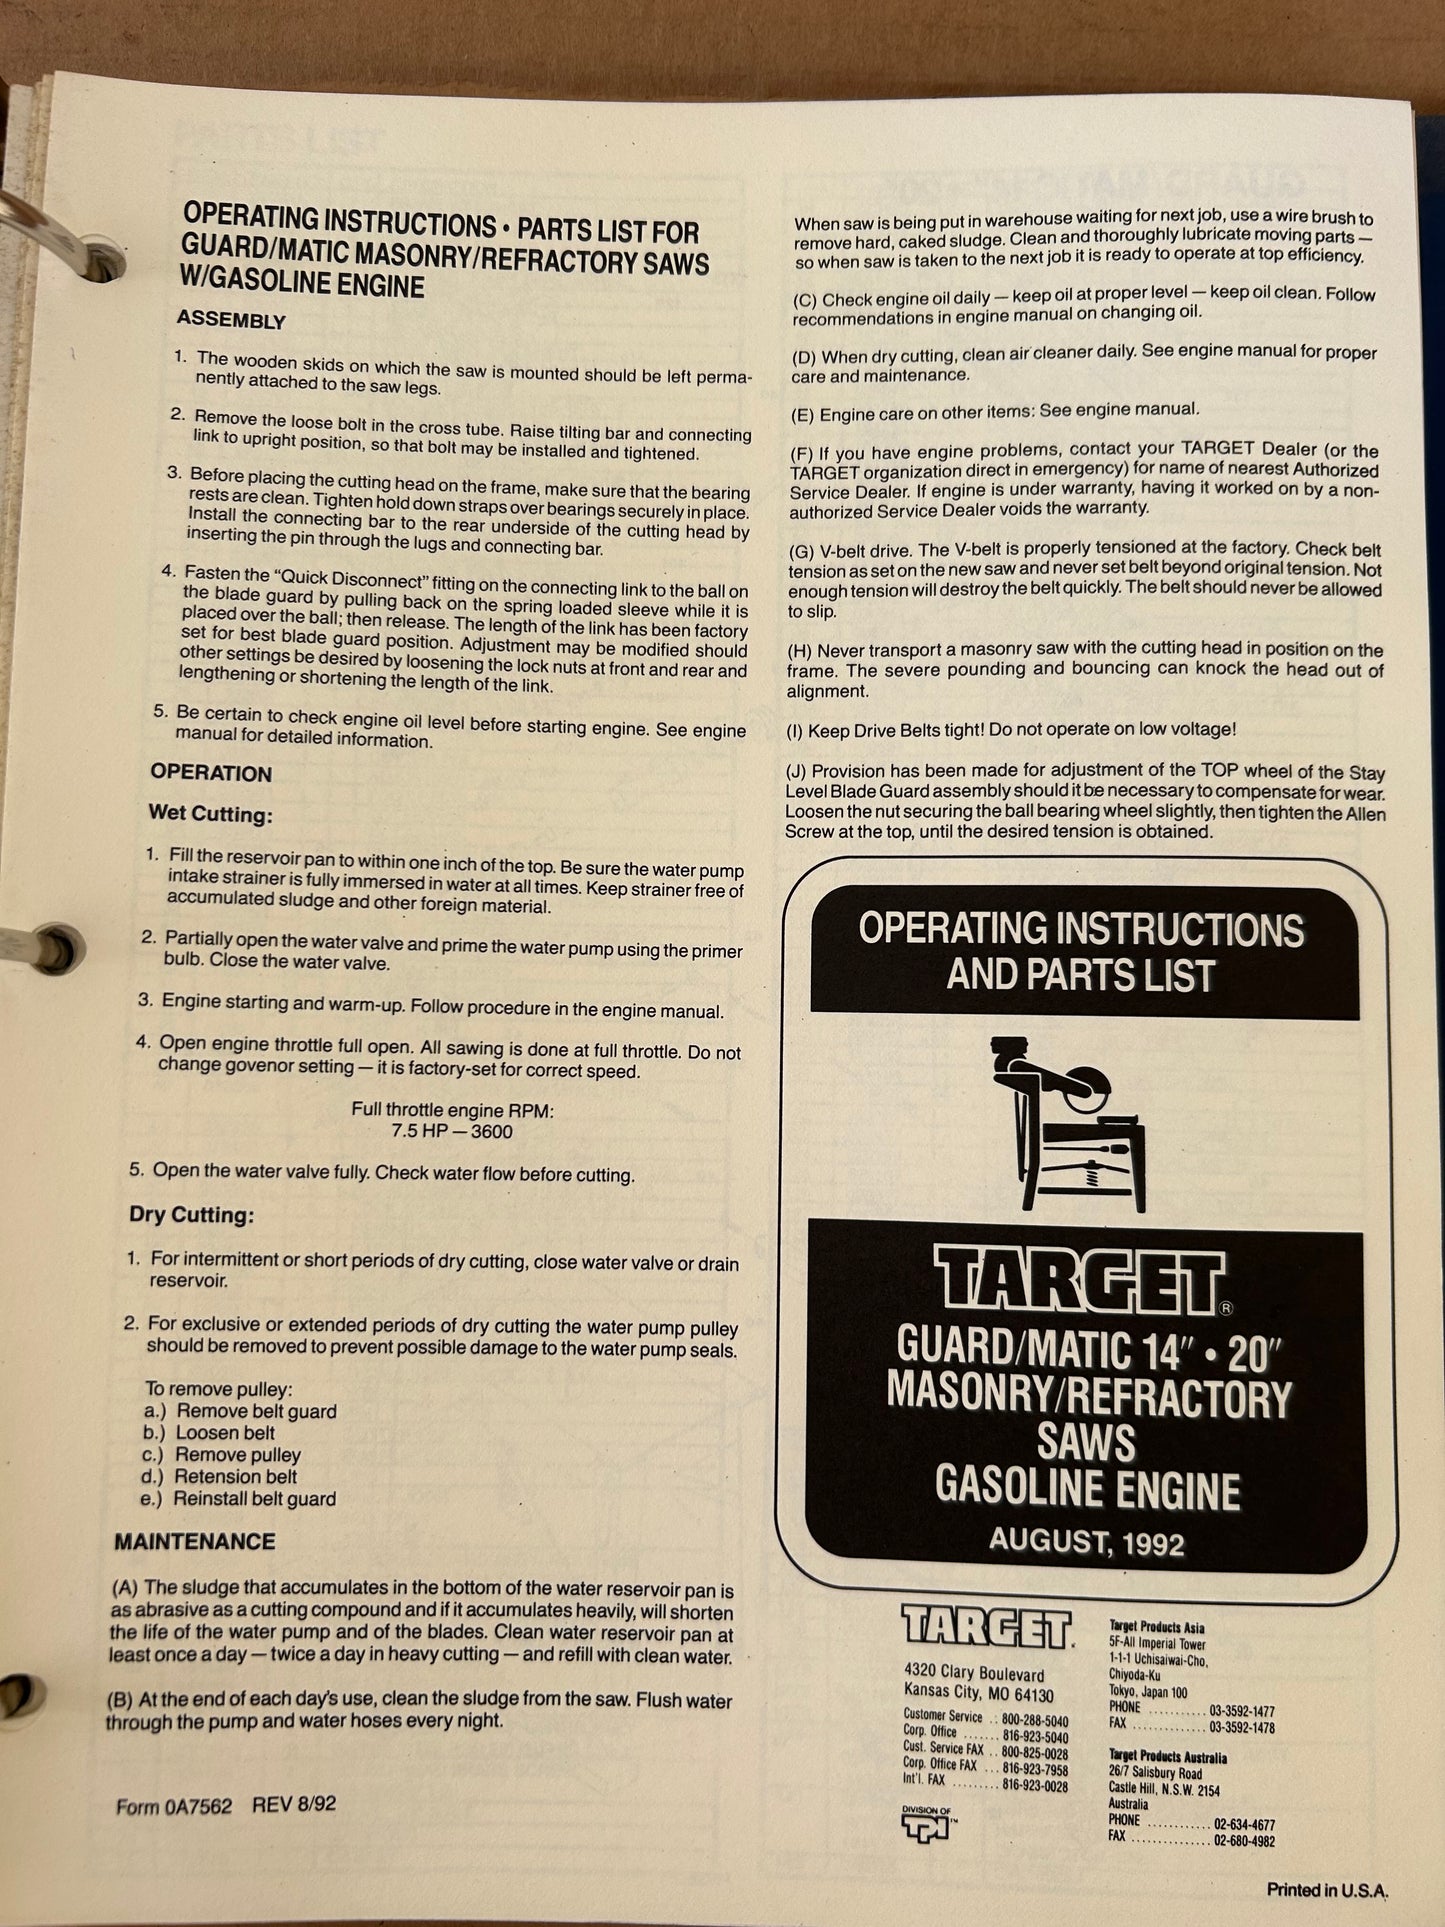 OPERATING INSTRUCTIONS • PARTS LIST FOR
GUARD/MATIC MASONRY/REFRACTORY SAWS
W/GASOLINE ENGINE
ASSEMBLY
1. The wooden skids on which the saw is mounted should be left perma-
nently attached to the saw legs.
2. Remove the loose bolt in the cross tube. Raise tilting bar and connecting
link to upright position, so that bolt may be installed and tightened.
3. Before placing the cutting head on the frame, make sure that the bearing
rests are clean. Tighten hold down straps over bearings securely in place.
Install the connecting bar to the rear underside of the cutting head by
inserting the pin through the lugs and connecting bar.
4. Fasten the "Quick Disconnect" fitting on the connecting link to the ball on
the blade guard by pulling back on the spring loaded sleeve while it is
placed over the ball; then release. The length of the link has been factory
set for best blade guard position. Adjustment may be modified should
other settings be desired by loosening the lock nuts at front and rear and
lengthening or shortening the length of the link.
5. Be certain to check engine oil level before starting engine. See engine
manual for detailed information.
OPERATION
Wet Cutting:
1. Fill the reservoir pan to within one inch of the top. Be sure the water pump
intake strainer is fully immersed in water at all times. Keep strainer free of
accumulated sludge and other foreign material.
2. Partially open the water valve and prime the water pump using the primer
bulb. Close the water valve.
3. Engine starting and warm-up. Follow procedure in the engine manual.
4. Open engine throttle full open. All sawing is done at full throttle. Do not
change govenor setting — it is factory-set for correct speed.
Full throttle engine RPM:
7.5 HP — 3600
5. Open the water valve fully. Check water flow before cutting.
Dry Cutting:
1. For intermittent or short periods of dry cutting, close water valve or drain
reservoir.
2. For exclusive or extended periods of dry cutting the water pump pulley
should be removed to prevent possible damage to the water pump seals.
To remove pulley:
a.) Remove belt guard
b.) Loosen belt
c.) Remove pulley
d.) Retension belt
e.) Reinstall belt guard
MAINTENANCE
(A) The sludge that accumulates in the bottom of the water reservoir pan is
as abrasive as a cutting compound and if it accumulates heavily, will shorten
the life of the water pump and of the blades. Clean water reservoir pan at
least once a day — twice a day in heavy cutting — and refill with clean water.
(B) At the end of each day's use, clean the sludge from the saw. Flush water
through the pump and water hoses every night.
Form 0A7562 REV 8/92
When saw is being put in warehouse waiting for next job, use a wire brush to
remove hard, caked sludge. Clean and thoroughly lubricate moving parts —
so when saw is taken to the next job it is ready to operate at top efficiency.
(C) Check engine oil daily — keep oil at proper level — keep oil clean. Follow
recommendations in engine manual on changing oil.
(D) When dry cutting, clean air cleaner daily. See engine manual for proper
care and maintenance.
(E) Engine care on other items: See engine manual.
(F) If you have engine problems, contact your TARGET Dealer (or the
TARGET organization direct in emergency) for name of nearest Authorized
Service Dealer. If engine is under warranty, having it worked on by a non-
authorized Service Dealer voids the warranty.
(G) V-belt drive. The V-belt is properly tensioned at the factory. Check belt
tension as set on the new saw and never set belt beyond original tension. Not
enough tension will destroy the belt quickly. The belt should never be allowed
to slip.
(H) Never transport a masonry saw with the cutting head in position on the
frame. The severe pounding and bouncing can knock the head out of
alignment.
(I) Keep Drive Belts tight! Do not operate on low voltage!
(J) Provision has been made for adjustment of the TOP wheel of the Stay
Level Blade Guard assembly should it be necessary to compensate for wear.
Loosen the nut securing the ball bearing wheel slightly, then tighten the Allen
Screw at the top, until the desired tension is obtained.
OPERATING INSTRUCTIONS
AND PARTS LIST
TARGET®
GUARD/MATIC 14" • 20"
MASONRY/REFRACTORY
SAWS
GASOLINE ENGINE
AUGUST, 1992
TARGET.
4320 Clary Boulevard
Kansas City, MO 64130
Customer Service .. 800-288-5040
Corp. Office ....... 816-923-5040
Cust. Service FAX .. 800-825-0028
Corp. Office FAX ... 816-923-7958
Int'l. FAX ......... 816-923-0028
DIVISION OF
TPI™
Target Products Asia
5F-All Imperial Tower
1-1-1 Uchisaiwai-Cho,
Chiyoda-Ku
Tokyo, Japan 100
PHONE .......... 03-3592-1477
FAX ............. 03-3592-1478
Target Products Australia
26/7 Salisbury Road
Castle Hill, N.S.W. 2154
Australia
PHONE ........... 02-634-4677
FAX .............. 02-680-4982
Printed in U.S.A.